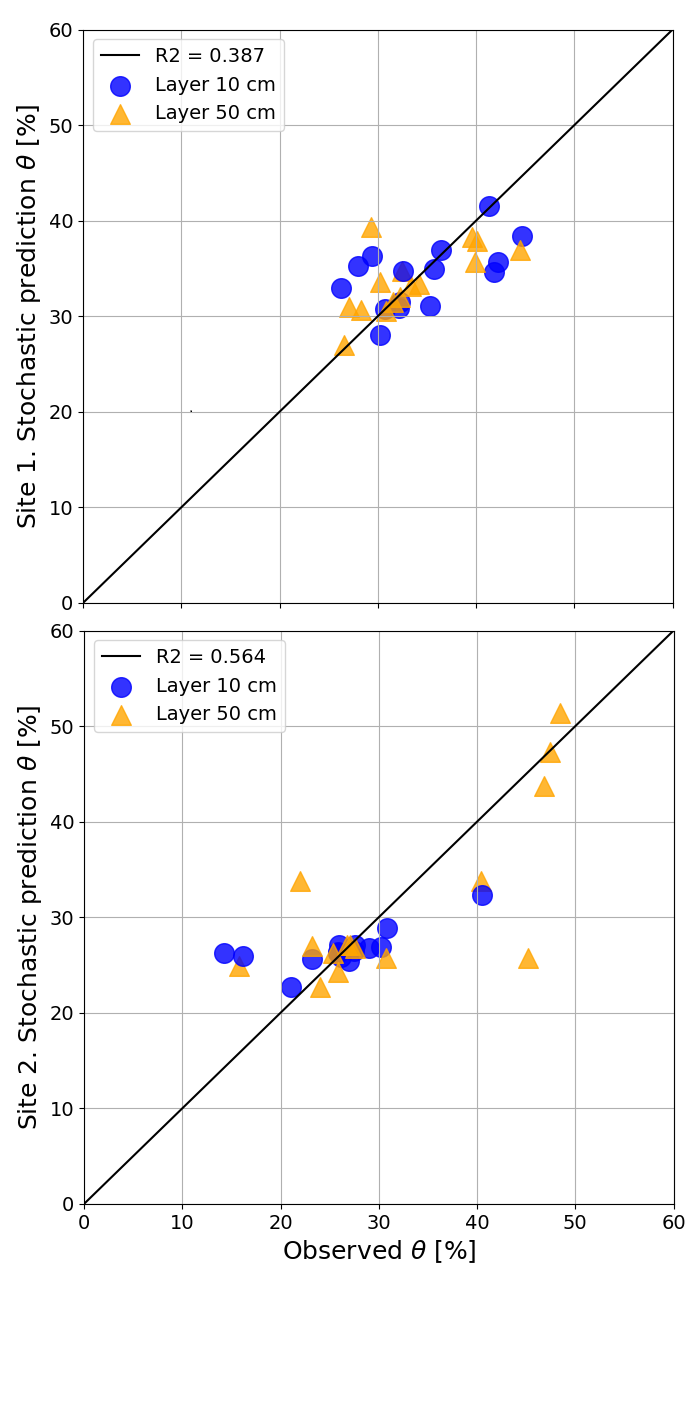 60
50
40
30
20
10
0
Site 1. Stochastic prediction θ [%]
R2 = 0.387
Layer 10 cm
Layer 50 cm
60
50
40
30
20
10
0
Site 2. Stochastic prediction θ [%]
R2 = 0.564
Layer 10 cm
Layer 50 cm
0 10 20 30 40 50 60
Observed θ [%]